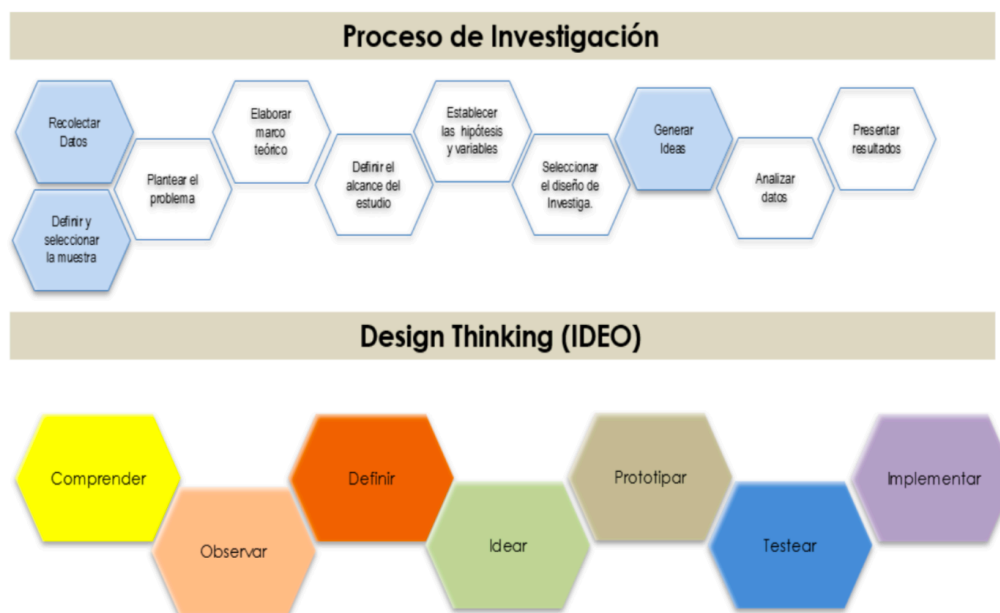 Proceso de Investigación
Recolectar
Datos
Definir y
seleccionar
la muestra
Plantear el
problema
Elaborar
marco
teórico
Definir el
alcance del
estudio
Establecer
las hipótesis
y variables
Seleccionar
el diseño de
Investiga.
Generar
Ideas
Analizar
datos
Presentar
resultados
Design Thinking (IDEO)
Comprender
Observar
Definir
Idear
Prototipar
Testear
Implementar